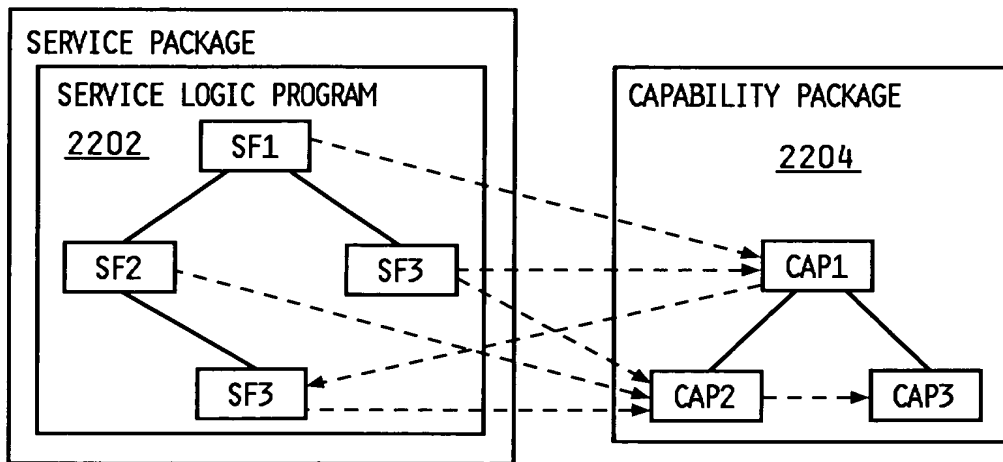 SERVICE PACKAGE
SERVICE LOGIC PROGRAM
2202
SF1
SF2
SF3
SF3
CAPABILITY PACKAGE
2204
CAP1
CAP2
CAP3